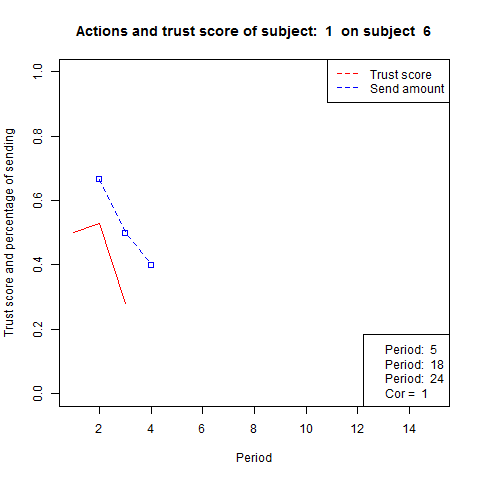 Actions and trust score of subject:  1  on subject  6
Trust score
Send amount
Trust score and percentage of sending
1.0
0.8
0.6
0.4
0.2
0.0
Period:  5
Period:  18
Period:  24
Cor =  1
2 4 6 8 10 12 14
Period